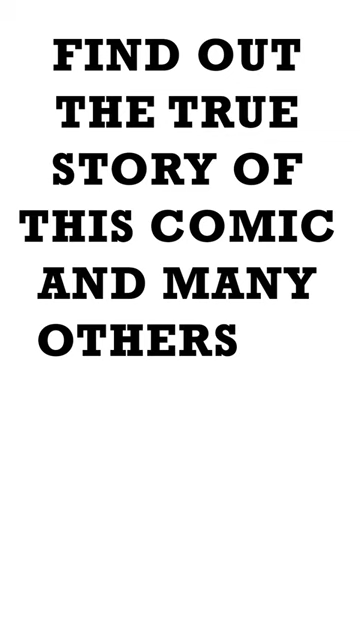 FIND OUT
THE TRUE
STORY OF
THIS COMIC
AND MANY
OTHERS